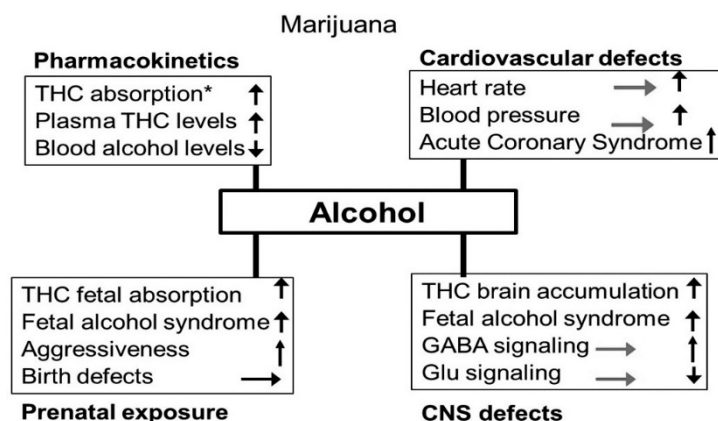 Marijuana
Pharmacokinetics
THC absorption* ↑
Plasma THC levels ↑
Blood alcohol levels ↓
Cardiovascular defects
Heart rate → ↑
Blood pressure → ↑
Acute Coronary Syndrome ↑
Alcohol
THC fetal absorption ↑
Fetal alcohol syndrome ↑
Aggressiveness ↑
Birth defects →
Prenatal exposure
THC brain accumulation ↑
Fetal alcohol syndrome ↑
GABA signaling → ↑
Glu signaling → ↓
CNS defects